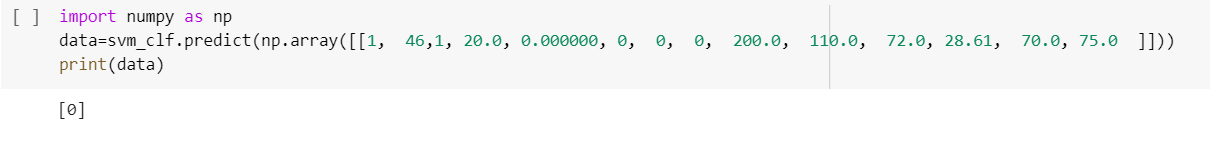 [ ] import numpy as np
data=svm_clf.predict(np.array([[1, 46,1, 20.0, 0.000000, 0, 0, 0, 200.0, 110.0, 72.0, 28.61, 70.0, 75.0 ]]))
print(data)
[0]